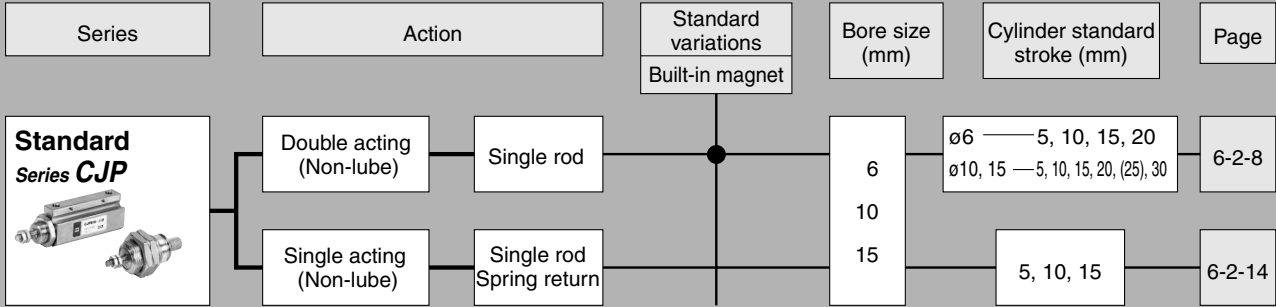 Series
Action
Standard
variations
Built-in magnet
Bore size
(mm)
Cylinder standard
stroke (mm)
Page
Standard
Series CJP
Double acting
(Non-lube)
Single rod
6
10
15
ø6 — 5, 10, 15, 20
ø10, 15 — 5, 10, 15, 20, (25), 30
6-2-8
Single acting
(Non-lube)
Single rod
Spring return
5, 10, 15
6-2-14